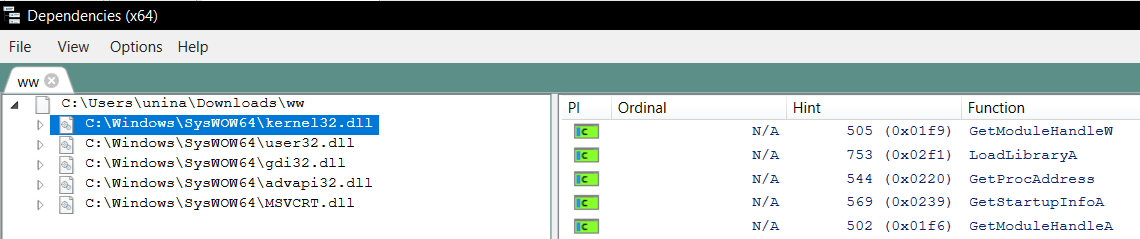 Dependencies (x64)
File View Options Help
ww
C:\Users\unina\Downloads\ww
C:\Windows\SysWOW64\kernel32.dll
C:\Windows\SysWOW64\user32.dll
C:\Windows\SysWOW64\gdi32.dll
C:\Windows\SysWOW64\advapi32.dll
C:\Windows\SysWOW64\MSVCRT.dll
PI Ordinal Hint Function
N/A 505 (0x01f9) GetModuleHandleW
N/A 753 (0x02f1) LoadLibraryA
N/A 544 (0x0220) GetProcAddress
N/A 569 (0x0239) GetStartupInfoA
N/A 502 (0x01f6) GetModuleHandleA